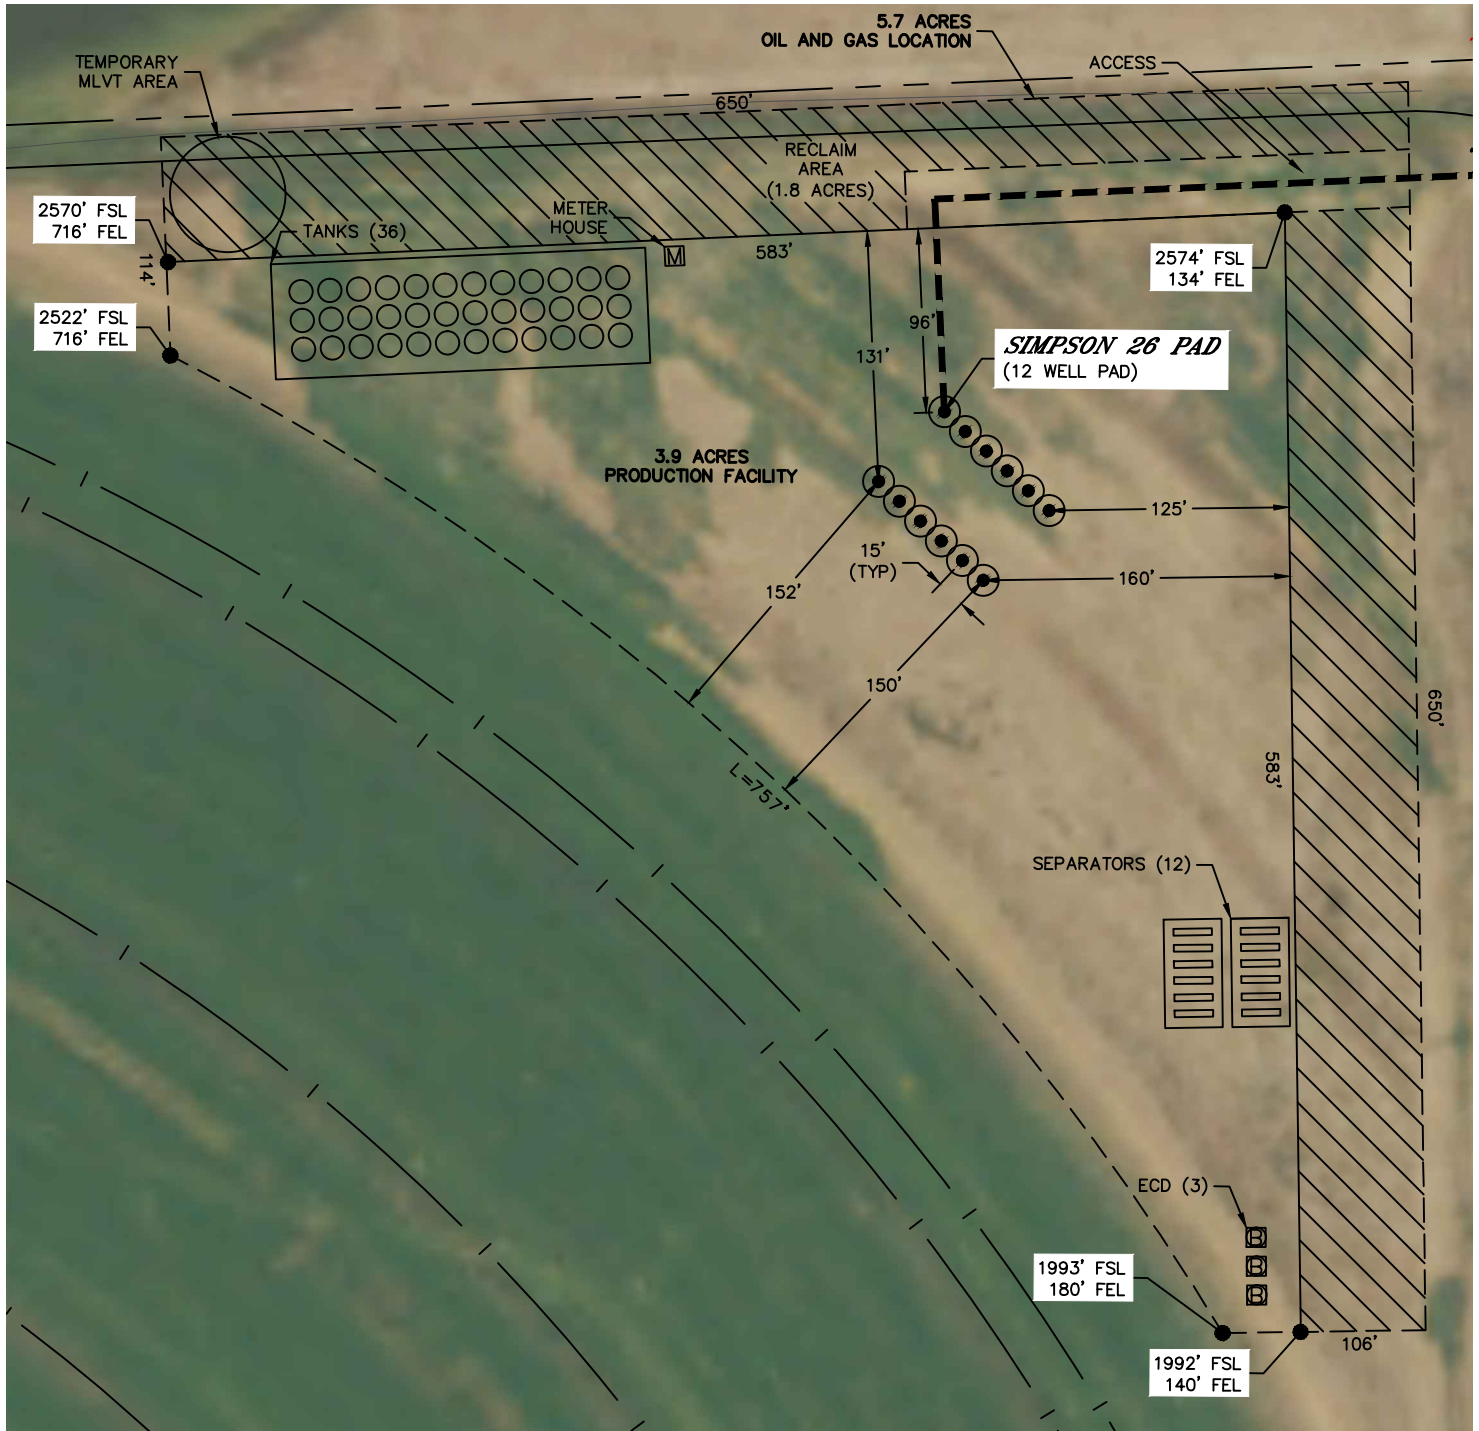 5.7 ACRES
OIL AND GAS LOCATION
TEMPORARY
MLVT AREA
ACCESS
650'
RECLAIM
AREA
(1.8 ACRES)
2570' FSL
716' FEL
METER
HOUSE
TANKS (36)
M
583'
114'
2574' FSL
134' FEL
2522' FSL
716' FEL
96'
131'
SIMPSON 26 PAD
(12 WELL PAD)
3.9 ACRES
PRODUCTION FACILITY
125'
15'
(TYP)
152'
160'
150'
650'
L=757'
583'
SEPARATORS (12)
ECD (3)
B
B
B
1993' FSL
180' FEL
106'
1992' FSL
140' FEL